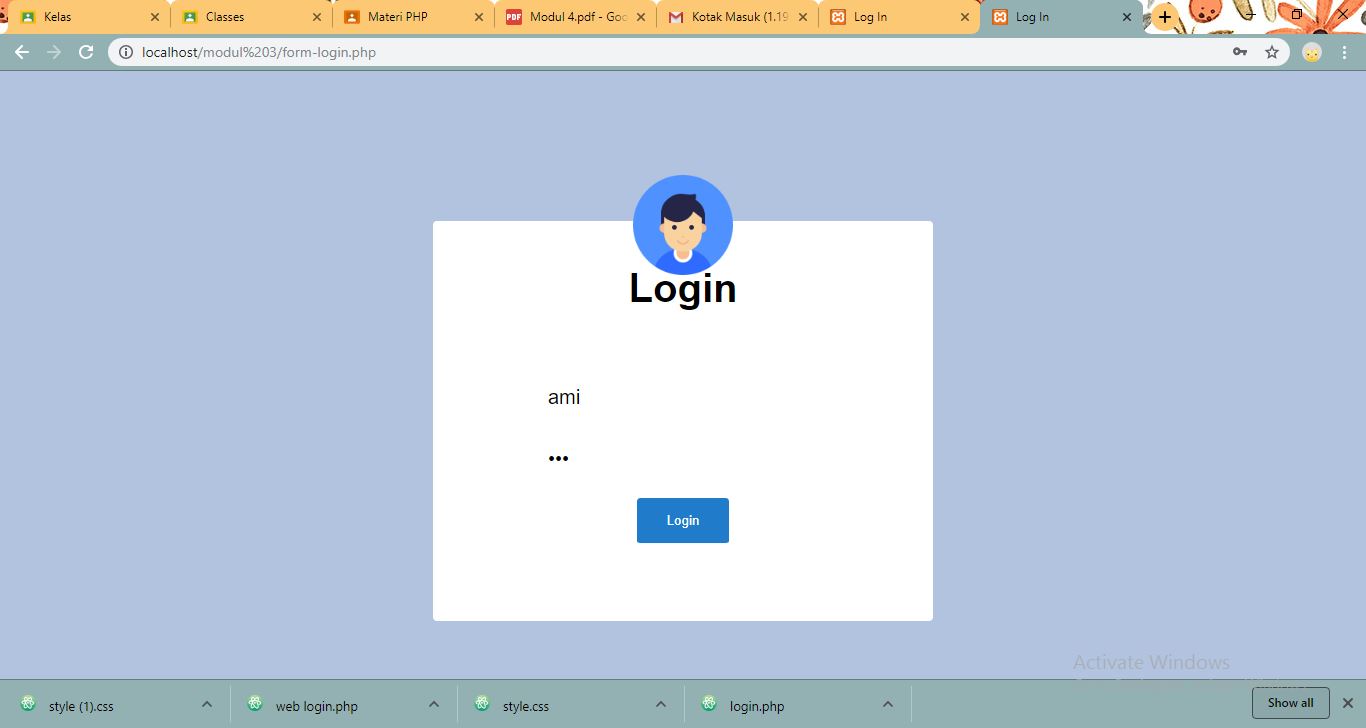 Kelas
Classes
Materi PHP
PDF
Modul 4.pdf - Goo
Kotak Masuk (1.19
Log In
Log In
localhost/modul%203/form-login.php
Login
ami
•••
Login
Activate Windows
style (1).css
web login.php
style.css
login.php
Show all